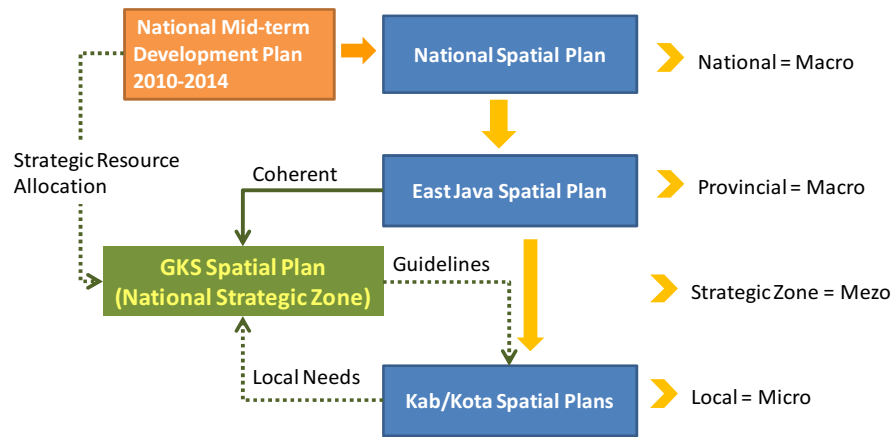 National Mid-term
Development Plan
2010-2014
National Spatial Plan
National = Macro
Strategic Resource
Allocation
Coherent
East Java Spatial Plan
Provincial = Macro
GKS Spatial Plan
(National Strategic Zone)
Guidelines
Strategic Zone = Mezo
Local Needs
Kab/Kota Spatial Plans
Local = Micro